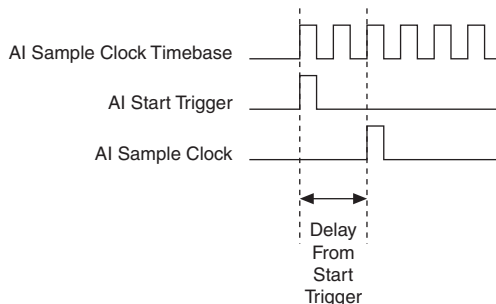 AI Sample Clock Timebase
AI Start Trigger
AI Sample Clock
Delay
From
Start
Trigger